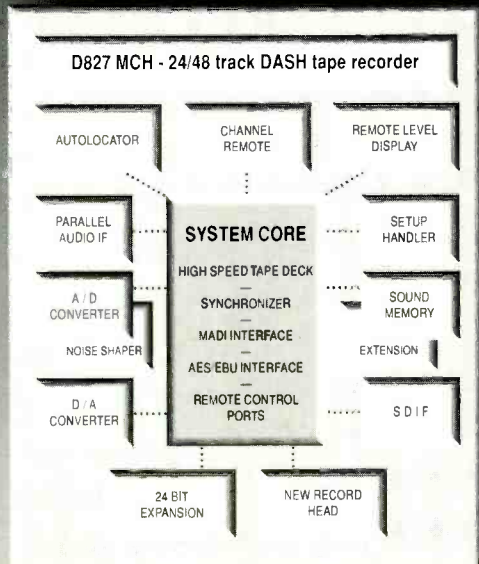 D827 MCH - 24/48 track DASH tape recorder
AUTOLOCATOR
CHANNEL
REMOTE
REMOTE LEVEL
DISPLAY
PARALLEL
AUDIO IF
SYSTEM CORE
HIGH SPEED TAPE DECK
SYNCHRONIZER
MADI INTERFACE
AES/EBU INTERFACE
REMOTE CONTROL
PORTS
SETUP
HANDLER
A / D
CONVERTER
NOISE SHAPER
SOUND
MEMORY
EXTENSION
D / A
CONVERTER
S D I F
24 BIT
EXPANSION
NEW RECORD
HEAD